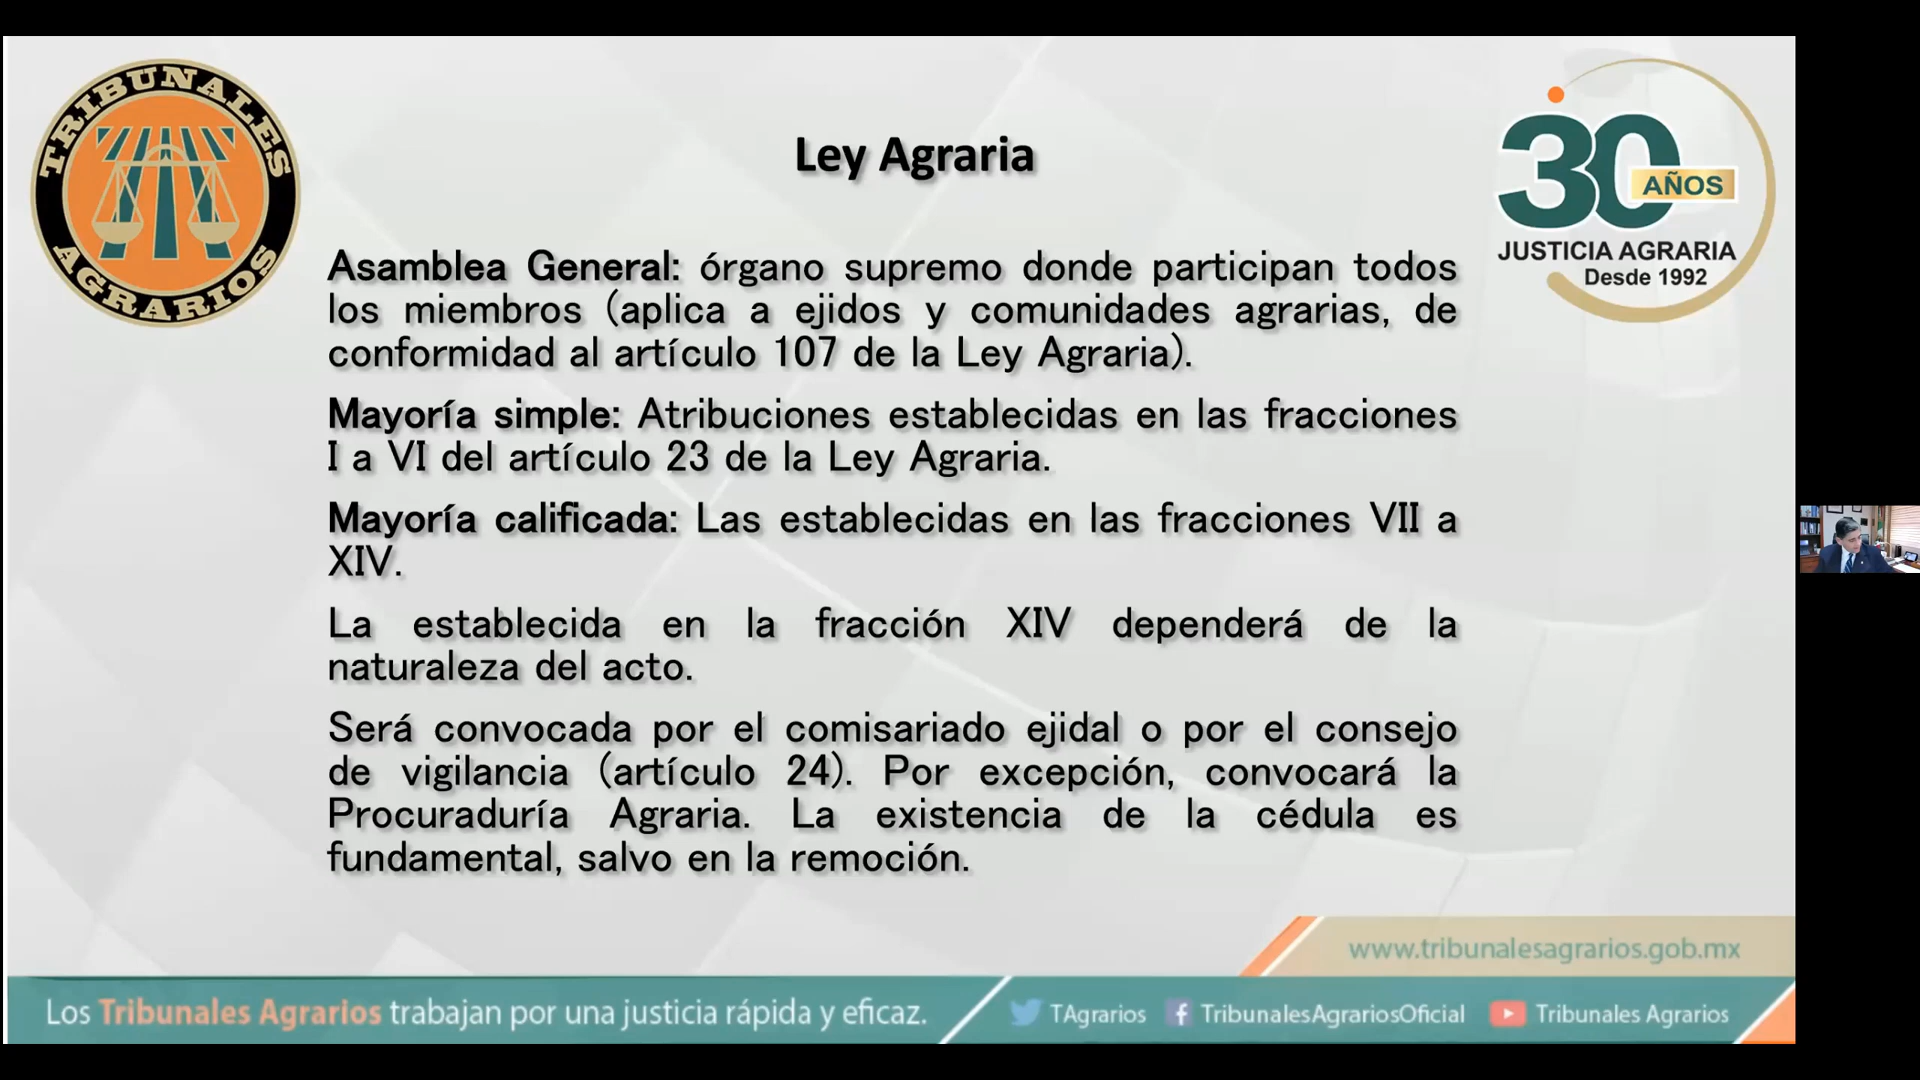 TRIBUNALES
AGRARIOS
Ley Agraria
30
AÑOS
JUSTICIA AGRARIA
Desde 1992
Asamblea General: órgano supremo donde participan todos
los miembros (aplica a ejidos y comunidades agrarias, de
conformidad al artículo 107 de la Ley Agraria).
Mayoría simple: Atribuciones establecidas en las fracciones
I a VI del artículo 23 de la Ley Agraria.
Mayoría calificada: Las establecidas en las fracciones VII a
XIV.
La establecida en la fracción XIV dependerá de la
naturaleza del acto.
Será convocada por el comisariado ejidal o por el consejo
de vigilancia (artículo 24). Por excepción, convocará la
Procuraduría Agraria. La existencia de la cédula es
fundamental, salvo en la remoción.
www.tribunalesagrarios.gob.mx
Los Tribunales Agrarios trabajan por una justicia rápida y eficaz.
TAgrarios
TribunalesAgrariosOficial
Tribunales Agrarios